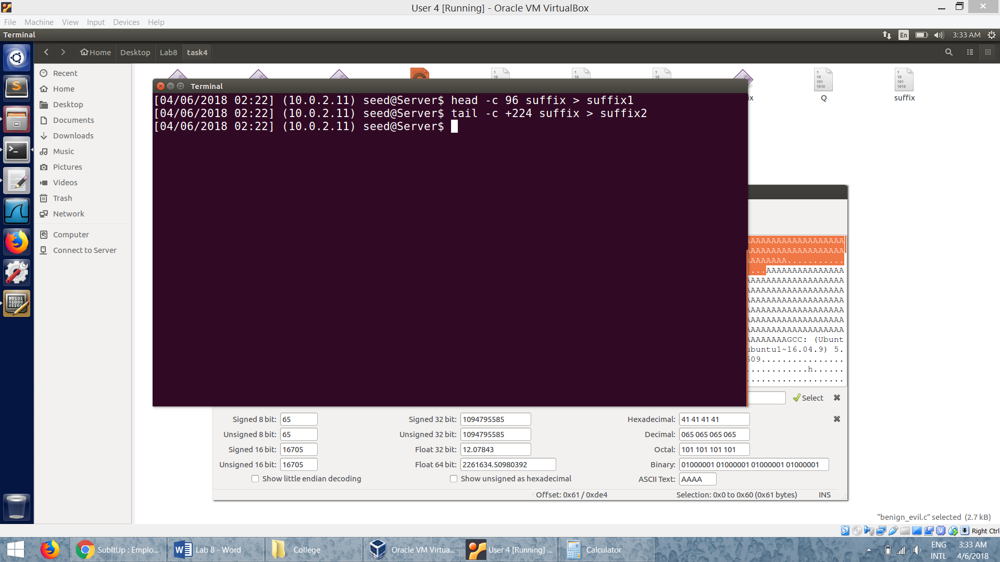 User 4 [Running] - Oracle VM VirtualBox
File Machine View Input Devices Help
Terminal En 3:33 AM
Home Desktop Lab8 task4
Recent
Home
Desktop
Documents
Downloads
Music
Pictures
Videos
Trash
Network
Computer
Connect to Server
ix Q suffix
Terminal
[04/06/2018 02:22] (10.0.2.11) seed@Server$ head -c 96 suffix > suffix1
[04/06/2018 02:22] (10.0.2.11) seed@Server$ tail -c +224 suffix > suffix2
[04/06/2018 02:22] (10.0.2.11) seed@Server$
AAAAAAAAAAAAAAAAAAA
AAAAAAAAAAAAAAAAAAA
AAAAAAAA...........
....AAAAAAAAAAAAAAA
AAAAAAAAAAAAAAAAAAA
AAAAAAAAAAAAAAAAAAA
AAAAAAAAAAAAAAAAAAA
AAAAAAAAAAAAAAAAAAA
AAAAAAAAAAAAAAAAAAA
AAAAAAAAAAAAAAAAAAA
AAAAAAAAGCC: (Ubunt
ubuntu1~16.04.9) 5.
609................
............h......
...................
Select
Signed 8 bit: 65 Signed 32 bit: 1094795585 Hexadecimal: 41 41 41 41
Unsigned 8 bit: 65 Unsigned 32 bit: 1094795585 Decimal: 065 065 065 065
Signed 16 bit: 16705 Float 32 bit: 12.07843 Octal: 101 101 101 101
Unsigned 16 bit: 16705 Float 64 bit: 2261634.50980392 Binary: 01000001 01000001 01000001 01000001
Show little endian decoding Show unsigned as hexadecimal ASCII Text: AAAA
Offset: 0x61 / 0xde4 Selection: 0x0 to 0x60 (0x61 bytes) INS
“benign_evil.c” selected (2.7 kB)
Right Ctrl
SubItUp : Emplo... Lab 8 - Word College Oracle VM Virtua... User 4 [Running] ... Calculator
ENG 3:33 AM
INTL 4/6/2018